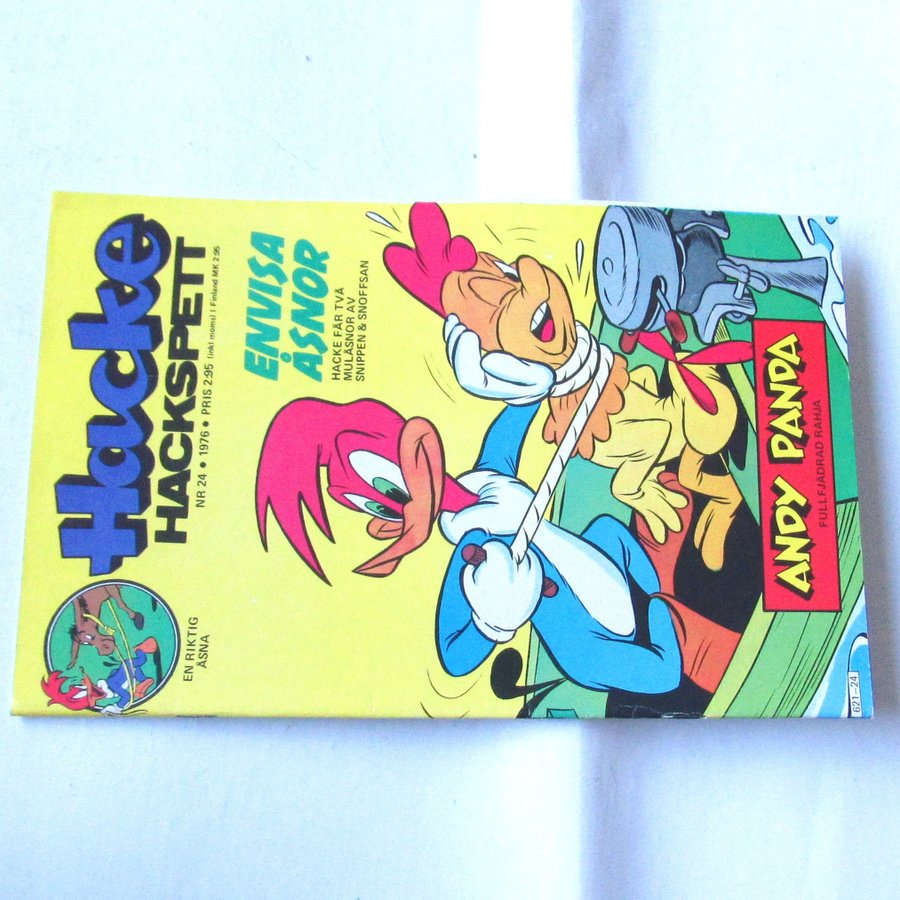 Hacke
HACKSPETT
NR 24 • 1976 • PRIS 2.95 (inkl moms) I Finland MK 2:95
EN RIKTIG
ÅSNA
ENVISA
ÅSNOR
HACKE FÅR TVÅ
MULÅSNOR AV
SNIPPEN & SNOFFSAN
ANDY PANDA
FULLFJÄDRAD RAHJA
621-24